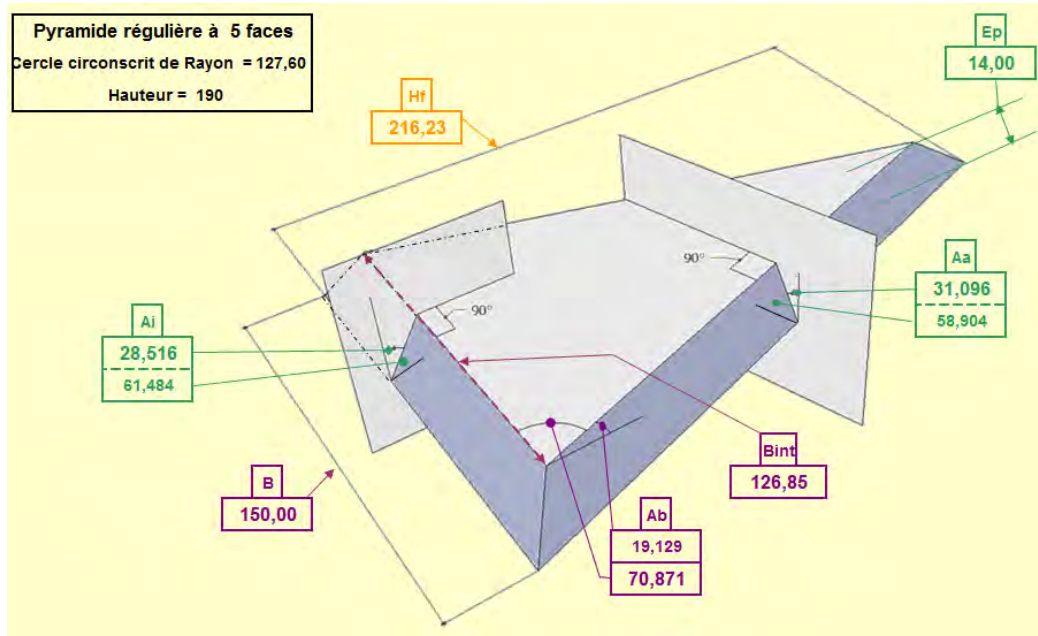 Pyramide régulière à 5 faces
Cercle circonscrit de Rayon = 127,60
Hauteur = 190
Ep
14,00
Hf
216,23
90°
Aa
31,096
58,904
Ai
28,516
61,484
90°
Bint
126,85
B
150,00
Ab
19,129
70,871